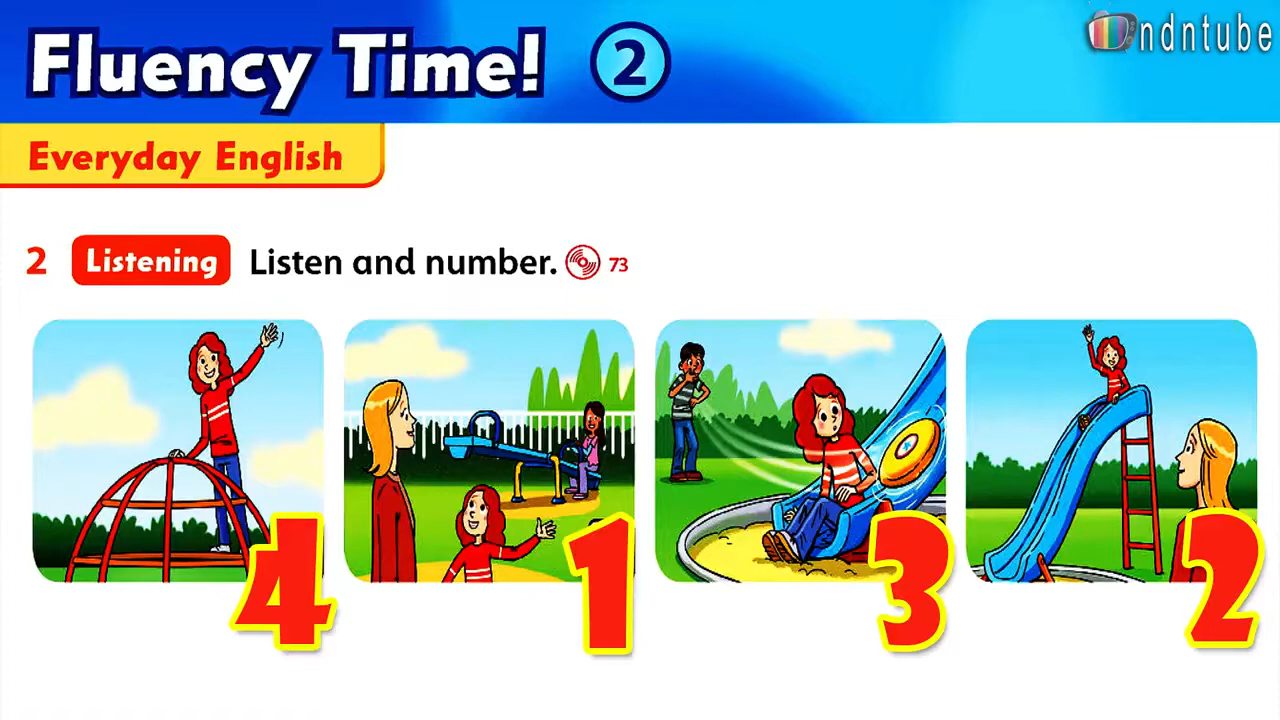 Fluency Time! 2
ndntube
Everyday English
2 Listening Listen and number. 73
4 1 3 2